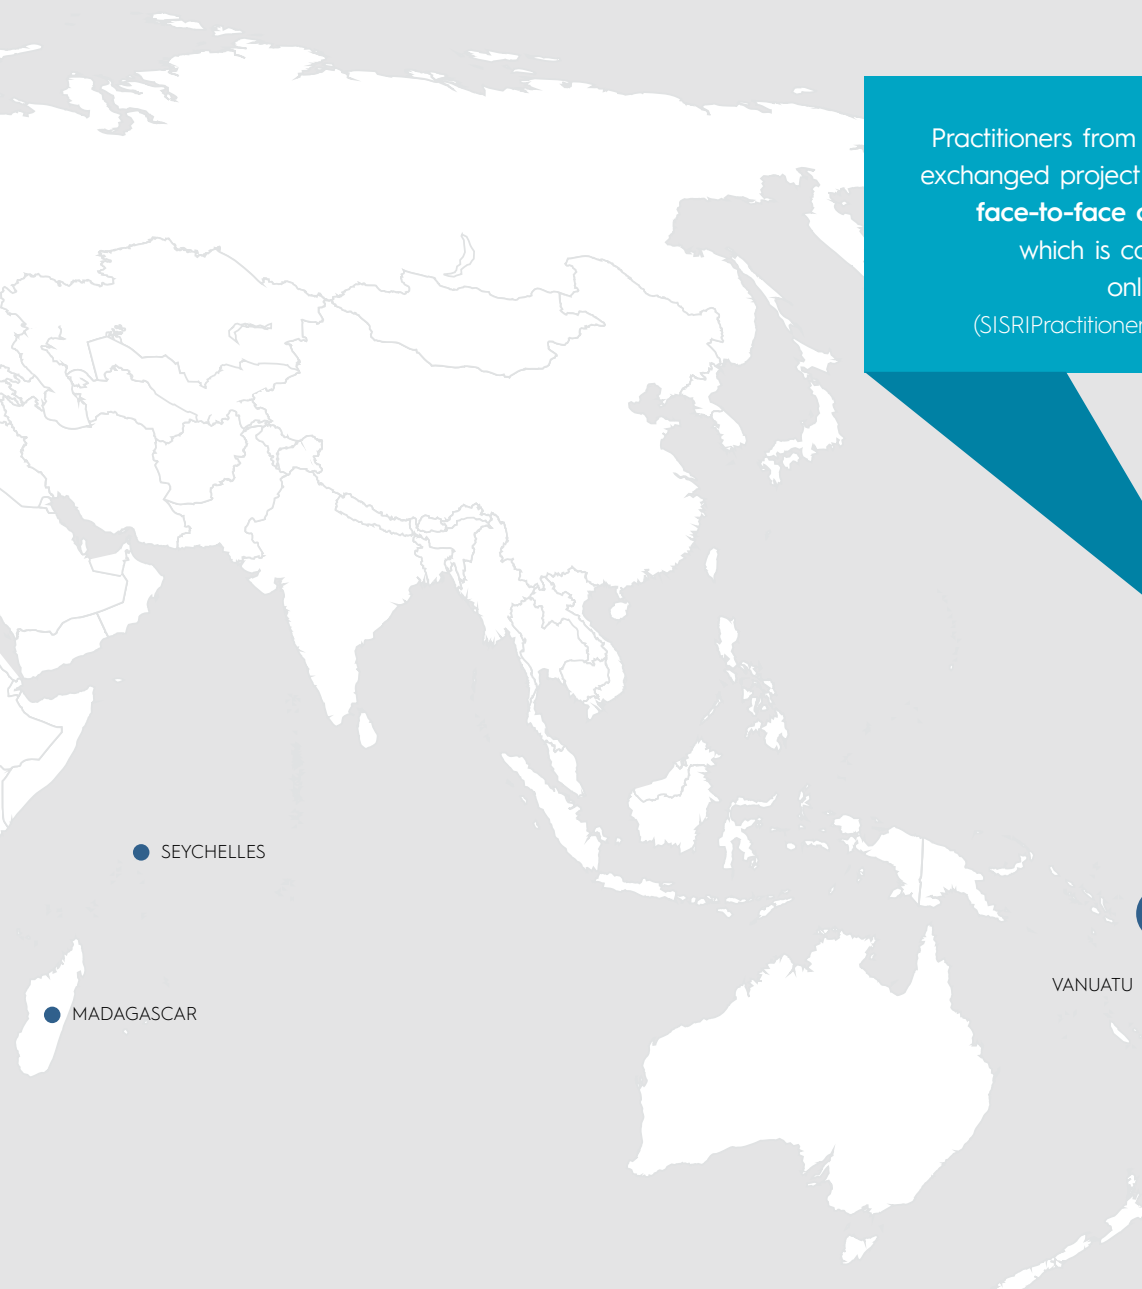 Practitioners from
exchanged project
face-to-face
which is
(SISRIPractitioner
SEYCHELLES
VANUATU
MADAGASCAR